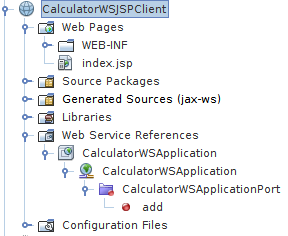 CalculatorWSJSPClient
Web Pages
WEB-INF
index.jsp
Source Packages
Generated Sources (jax-ws)
Libraries
Web Service References
CalculatorWSApplication
CalculatorWSApplication
CalculatorWSApplicationPort
add
Configuration Files